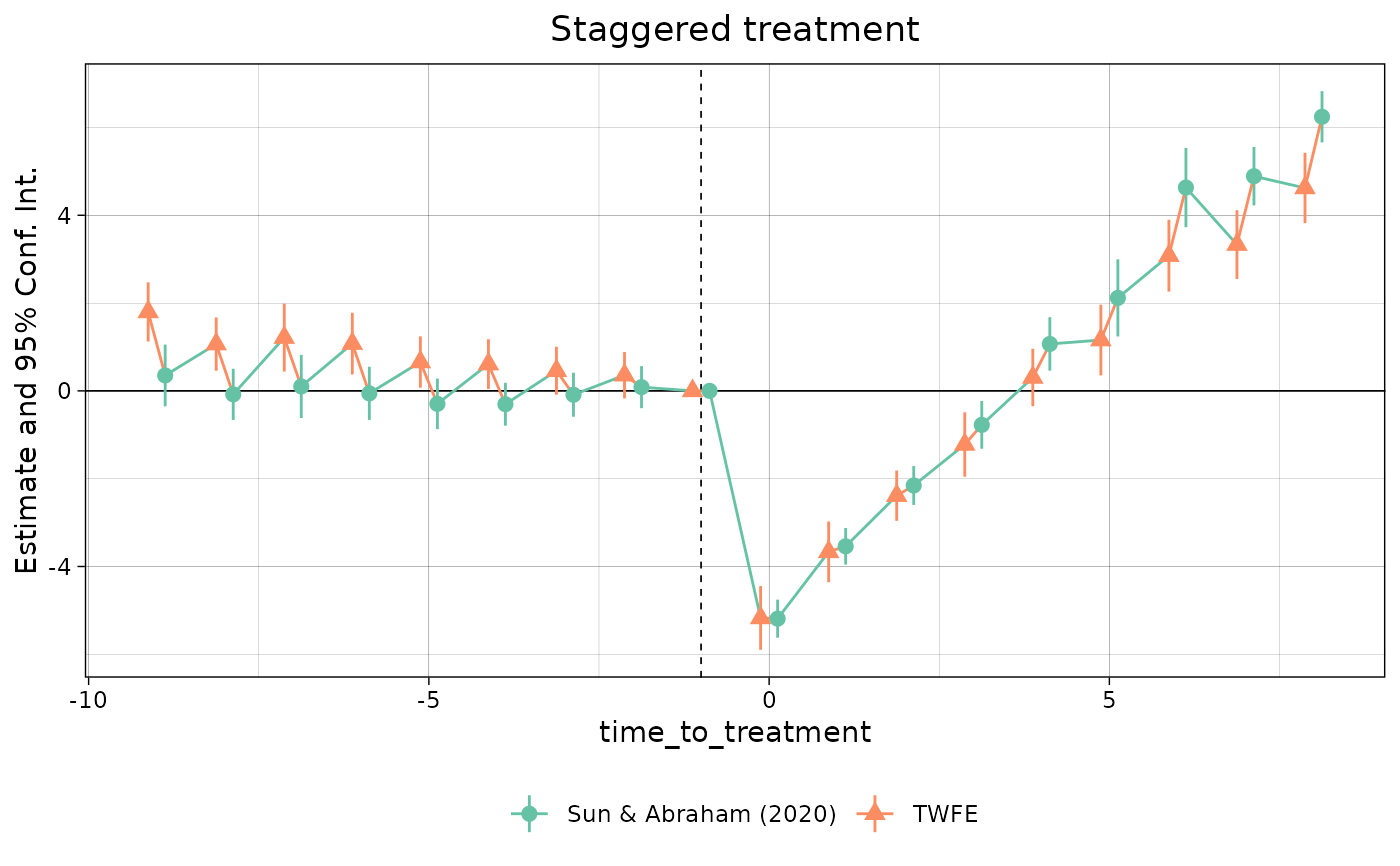 Staggered treatment
Estimate and 95% Conf. Int.
4
0
-4
-10 -5 0 5
time_to_treatment
Sun & Abraham (2020) TWFE